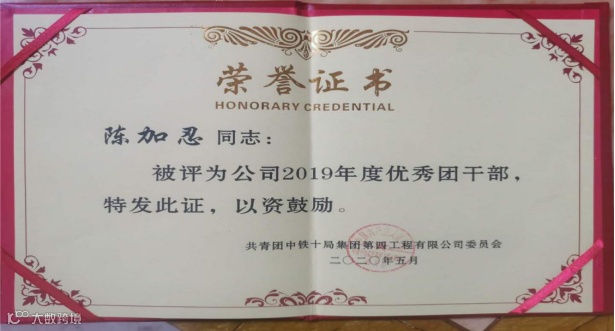 荣誉证书
HONORARY CREDENTIAL
陈加忍 同志：
被评为公司2019年度优秀团干部，
特发此证，以资鼓励。
共青团中铁十局集团第四工程有限公司委员会
二〇二〇年五月
大数跨境